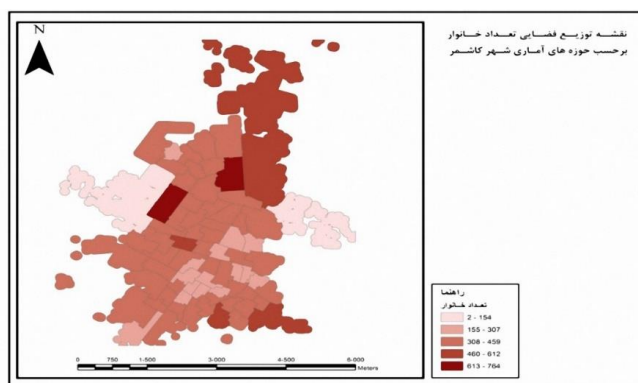 نقشه توزیع فضایی تعداد خانوار
برحسب حوزه های آماری شهر کاشمر
N
راهنما
تعداد خانوار
2 - 154
155 - 307
308 - 459
460 - 612
613 - 764
0 750 1,500 3,000 4,500 6,000
Meters